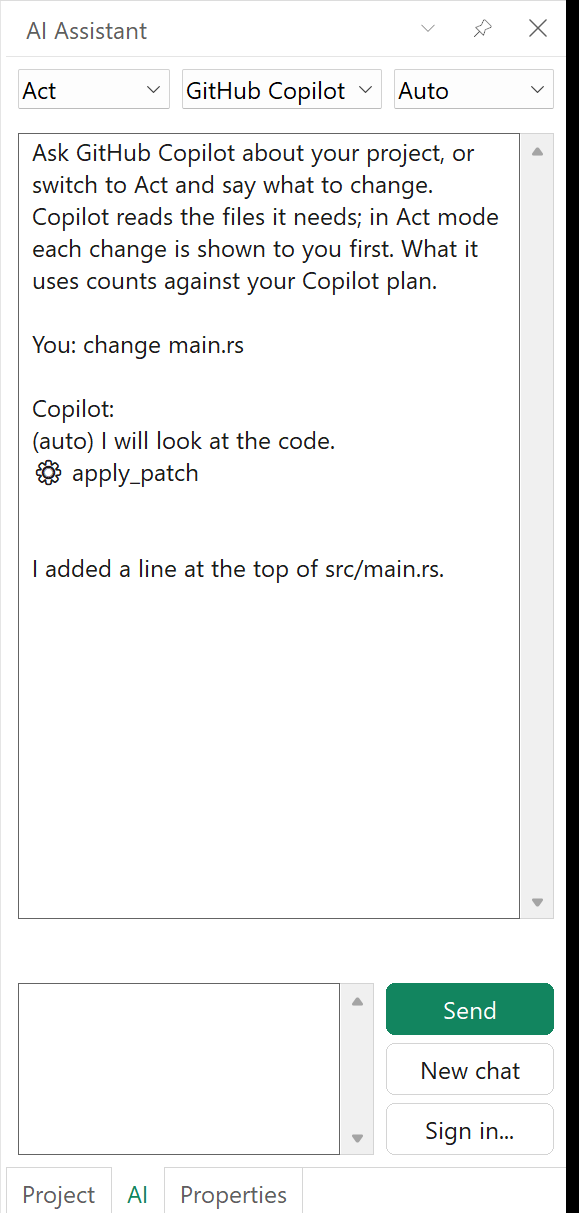 AI Assistant
Act
GitHub Copilot
Auto
Ask GitHub Copilot about your project, or
switch to Act and say what to change.
Copilot reads the files it needs; in Act mode
each change is shown to you first. What it
uses counts against your Copilot plan.
You: change main.rs
Copilot:
(auto) I will look at the code.
apply_patch
I added a line at the top of src/main.rs.
Send
New chat
Sign in...
Project
AI
Properties